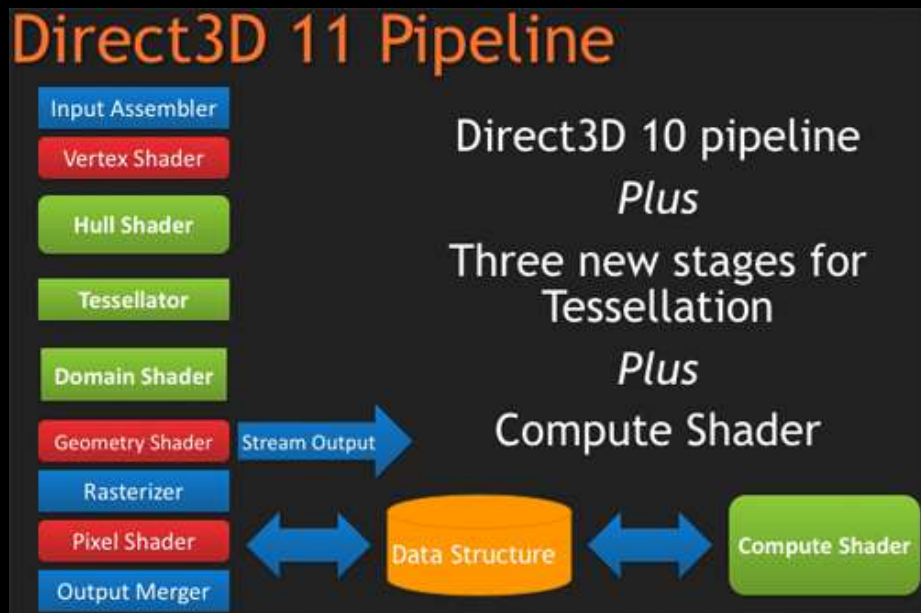 Direct3D 11 Pipeline
Input Assembler
Vertex Shader
Hull Shader
Tessellator
Domain Shader
Geometry Shader
Stream Output
Rasterizer
Pixel Shader
Output Merger
Direct3D 10 pipeline
Plus
Three new stages for
Tessellation
Plus
Compute Shader
Data Structure
Compute Shader